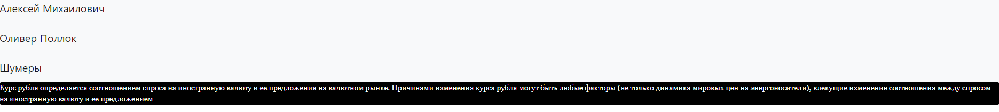 Алексей Михаилович
Оливер Поллок
Шумеры
Курс рубля определяется соотношением спроса на иностранную валюту и ее предложения на валютном рынке. Причинами изменения курса рубля могут быть любые факторы (не только динамика мировых цен на энергоносители), влекущие изменение соотношения между спросом
на иностранную валюту и ее предложением